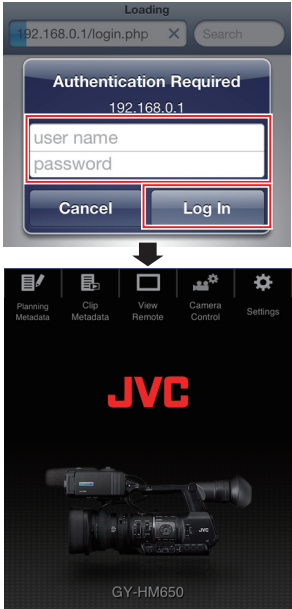 Loading
192.168.0.1/login.php
Search
Authentication Required
192.168.0.1
user name
password
Cancel
Log In
Planning Metadata
Clip Metadata
View Remote
Camera Control
Settings
JVC
JVC
GY-HM650